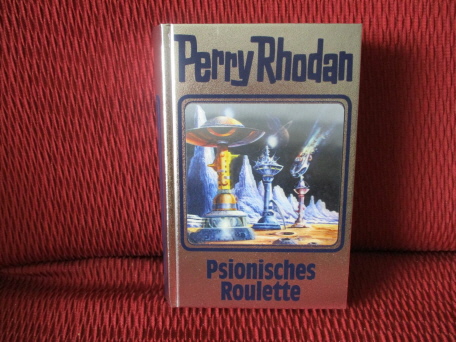 Perry Rhodan
Psionisches
Roulette